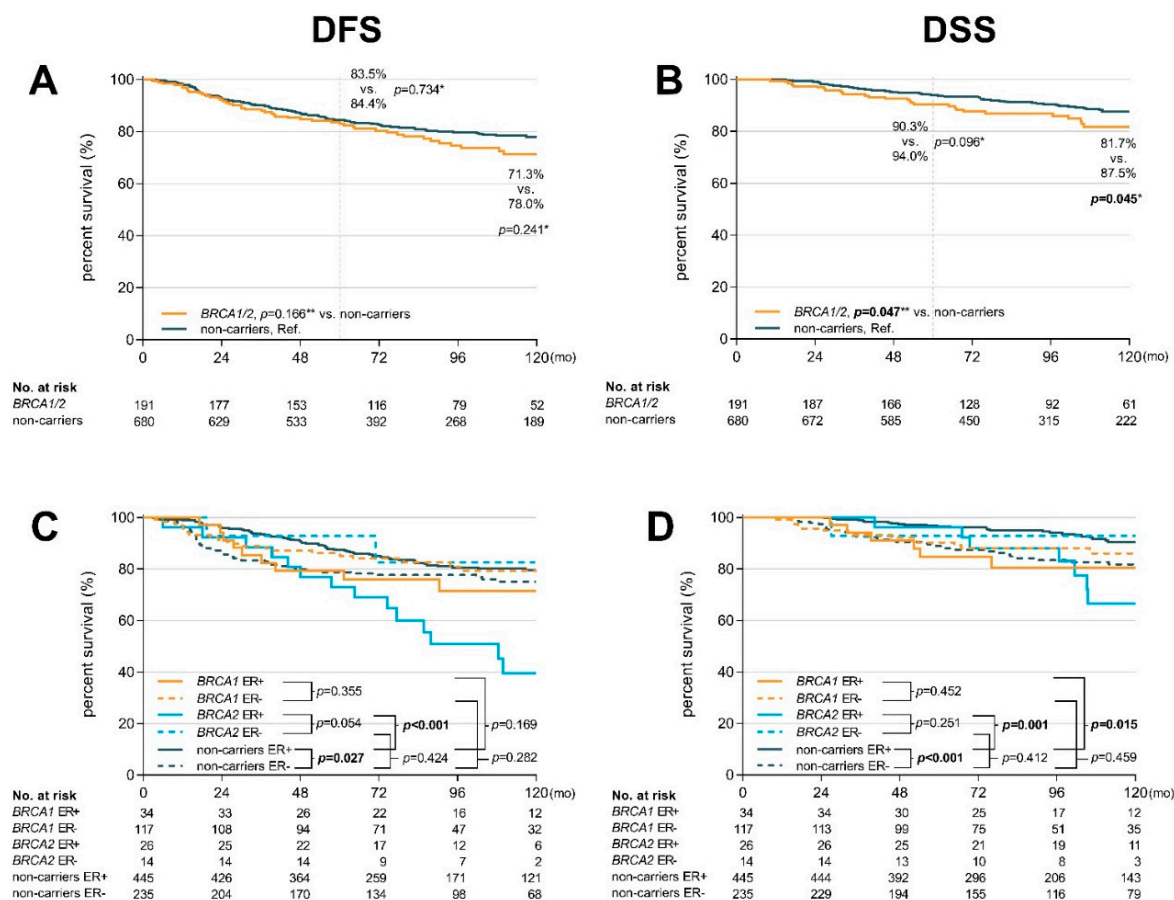 DFS
DSS
A
percent survival (%)
100
80
60
40
20
0
83.5%
vs. p=0.734*
84.4%
71.3%
vs.
78.0%
p=0.241*
BRCA1/2, p=0.166** vs. non-carriers
non-carriers, Ref.
0 24 48 72 96 120(mo)
No. at risk
BRCA1/2 191 177 153 116 79 52
non-carriers 680 629 533 392 268 189
B
percent survival (%)
100
80
60
40
20
0
90.3%
vs. p=0.096*
94.0%
81.7%
vs.
87.5%
p=0.045*
BRCA1/2, p=0.047** vs. non-carriers
non-carriers, Ref.
0 24 48 72 96 120(mo)
No. at risk
BRCA1/2 191 187 166 128 92 61
non-carriers 680 672 585 450 315 222
C
percent survival (%)
100
80
60
40
20
0
BRCA1 ER+
BRCA1 ER-
BRCA2 ER+
BRCA2 ER-
non-carriers ER+
non-carriers ER-
p=0.355
p=0.054
p=0.027
p<0.001
p=0.424
p=0.169
p=0.282
0 24 48 72 96 120(mo)
No. at risk
BRCA1 ER+ 34 33 26 22 16 12
BRCA1 ER- 117 108 94 71 47 32
BRCA2 ER+ 26 25 22 17 12 6
BRCA2 ER- 14 14 14 9 7 2
non-carriers ER+ 445 426 364 259 171 121
non-carriers ER- 235 204 170 134 98 68
D
percent survival (%)
100
80
60
40
20
0
BRCA1 ER+
BRCA1 ER-
BRCA2 ER+
BRCA2 ER-
non-carriers ER+
non-carriers ER-
p=0.452
p=0.251
p<0.001
p=0.001
p=0.412
p=0.015
p=0.459
0 24 48 72 96 120(mo)
No. at risk
BRCA1 ER+ 34 34 30 25 17 12
BRCA1 ER- 117 113 99 75 51 35
BRCA2 ER+ 26 26 25 21 19 11
BRCA2 ER- 14 14 13 10 8 3
non-carriers ER+ 445 444 392 296 206 143
non-carriers ER- 235 229 194 155 116 79